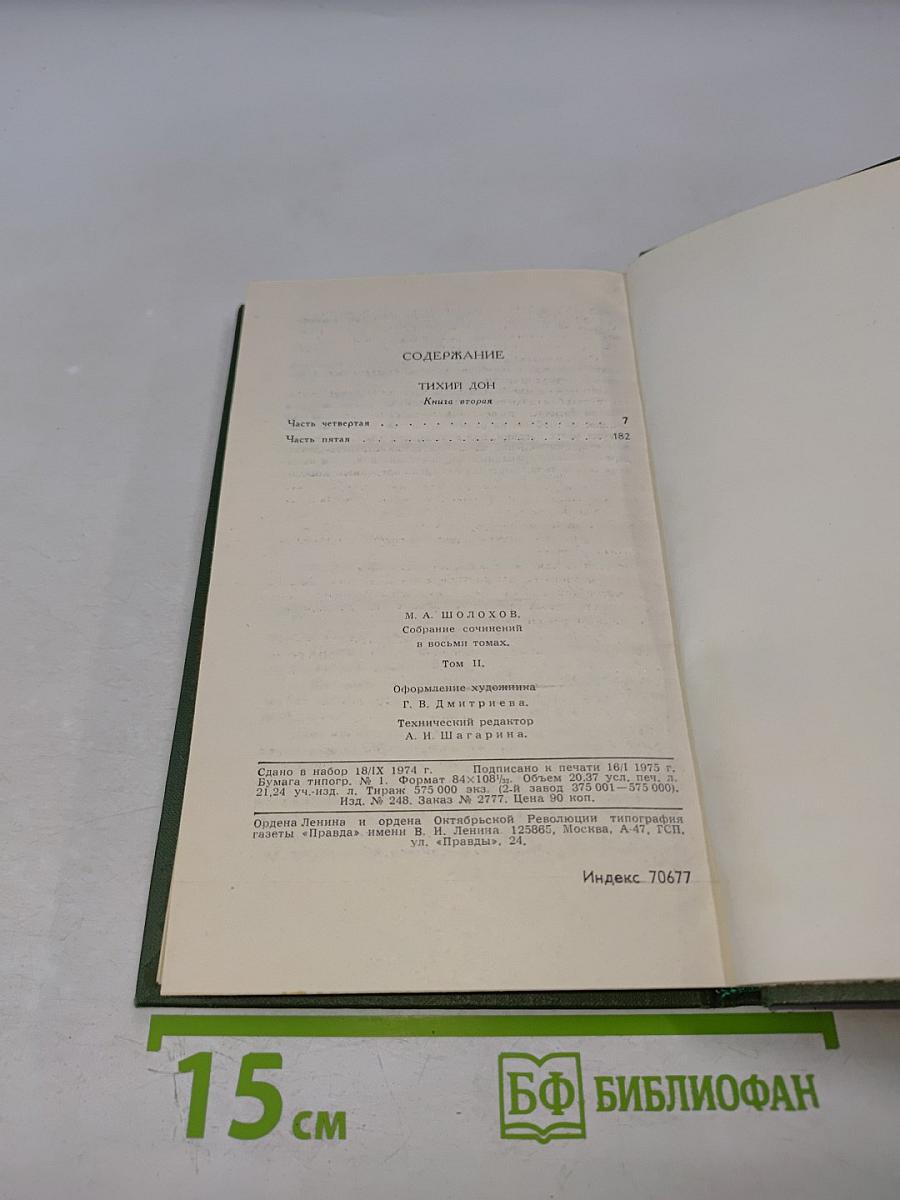 СОДЕРЖАНИЕ
ТИХИЙ ДОН
Книга вторая
Часть четвертая . . . . . . . . . . . . . . . . . 7
Часть пятая . . . . . . . . . . . . . . . . . . 182
М. А. ШОЛОХОВ.
Собрание сочинений
в восьми томах.
Том II.
Оформление художника
Г. В. Дмитриева.
Технический редактор
А. И. Шагарина.
Сдано в набор 18/IX 1974 г. Подписано к печати 16/I 1975 г.
Бумага типогр. № 1. Формат 84×108¹/₃₂. Объем 20,37 усл. печ. л.
21,24 уч.-изд. л. Тираж 575 000 экз. (2-й завод 375 001—575 000).
Изд. № 248. Заказ № 2777. Цена 90 коп.
Ордена Ленина и ордена Октябрьской Революции типография
газеты «Правда» имени В. И. Ленина. 125865, Москва, А-47, ГСП,
ул. «Правды», 24.
Индекс 70677
15 см
БФ БИБЛИОФАН